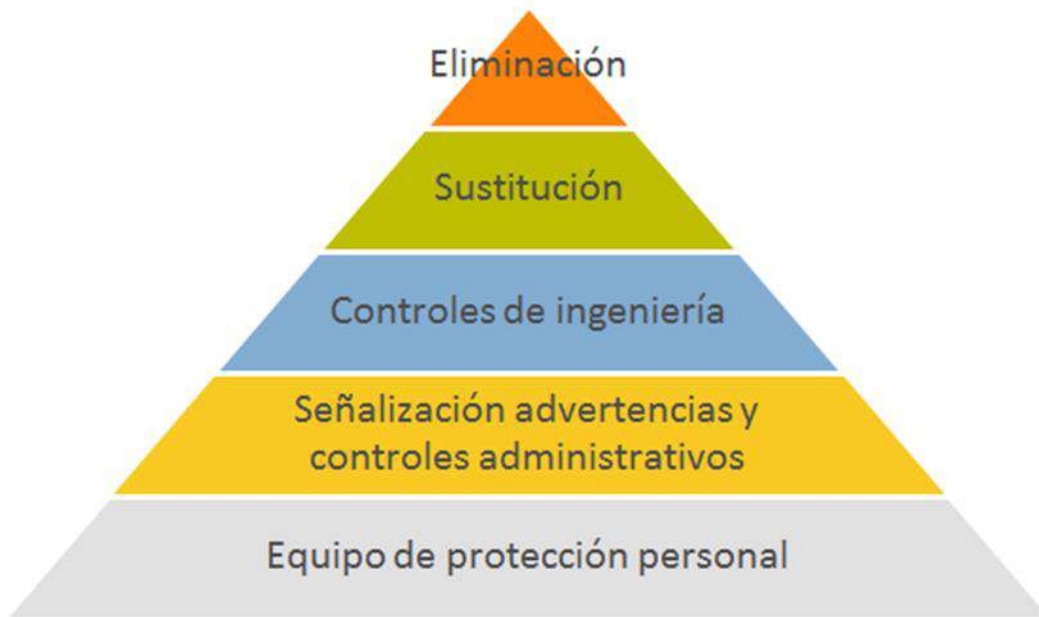 Eliminación
Sustitución
Controles de ingeniería
Señalización advertencias y
controles administrativos
Equipo de protección personal